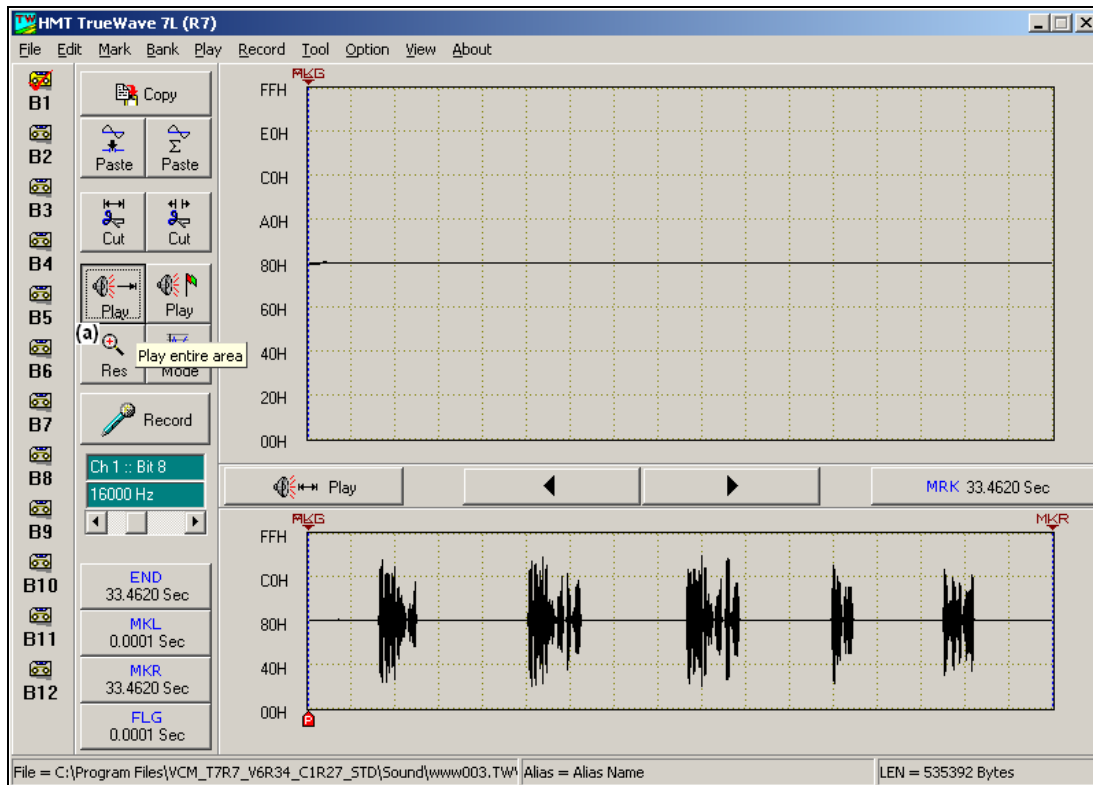 HMT TrueWave 7L (R7)
File Edit Mark Bank Play Record Tool Option View About
B1
B2
B3
B4
B5
B6
B7
B8
B9
B10
B11
B12
Copy
Paste Paste
Cut Cut
Play Play
(a)
Play entire area
Res Mode
Record
Ch 1 :: Bit 8
16000 Hz
END
33.4620 Sec
MKL
0.0001 Sec
MKR
33.4620 Sec
FLG
0.0001 Sec
FFH
E0H
C0H
A0H
80H
60H
40H
20H
00H
Play
MRK 33.4620 Sec
MKR
FFH
C0H
80H
40H
00H
P
File = C:\Program Files\VCM_T7R7_V6R34_C1R27_STD\Sound\www003.TW
Alias = Alias Name
LEN = 535392 Bytes